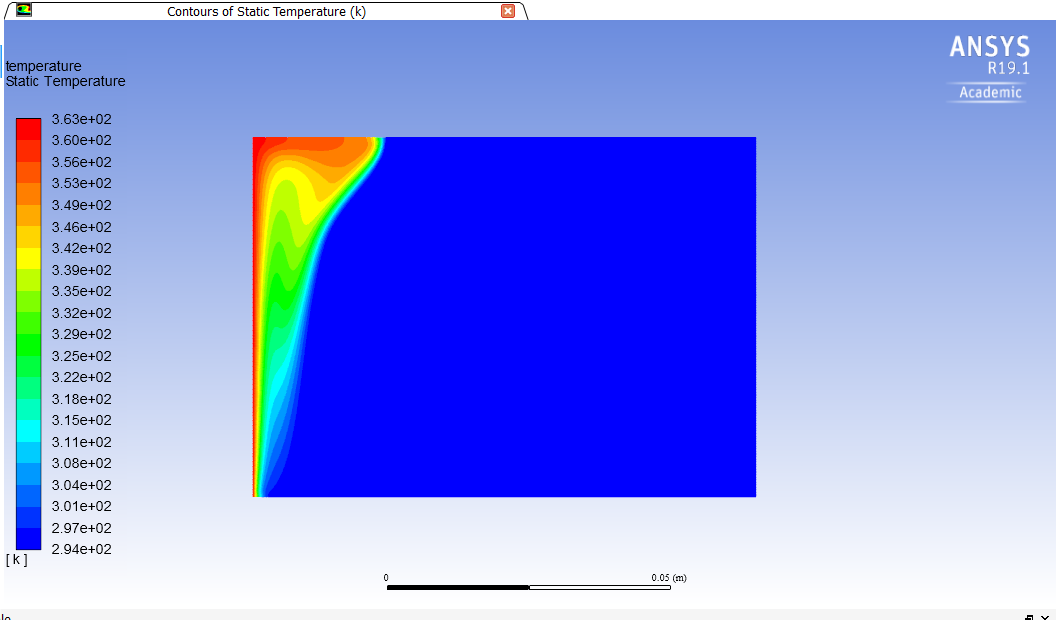 Contours of Static Temperature (k)
ANSYS
R19.1
Academic
temperature
Static Temperature
3.63e+02
3.60e+02
3.56e+02
3.53e+02
3.49e+02
3.46e+02
3.42e+02
3.39e+02
3.35e+02
3.32e+02
3.29e+02
3.25e+02
3.22e+02
3.18e+02
3.15e+02
3.11e+02
3.08e+02
3.04e+02
3.01e+02
2.97e+02
2.94e+02
[ k ]
0 0.05 (m)